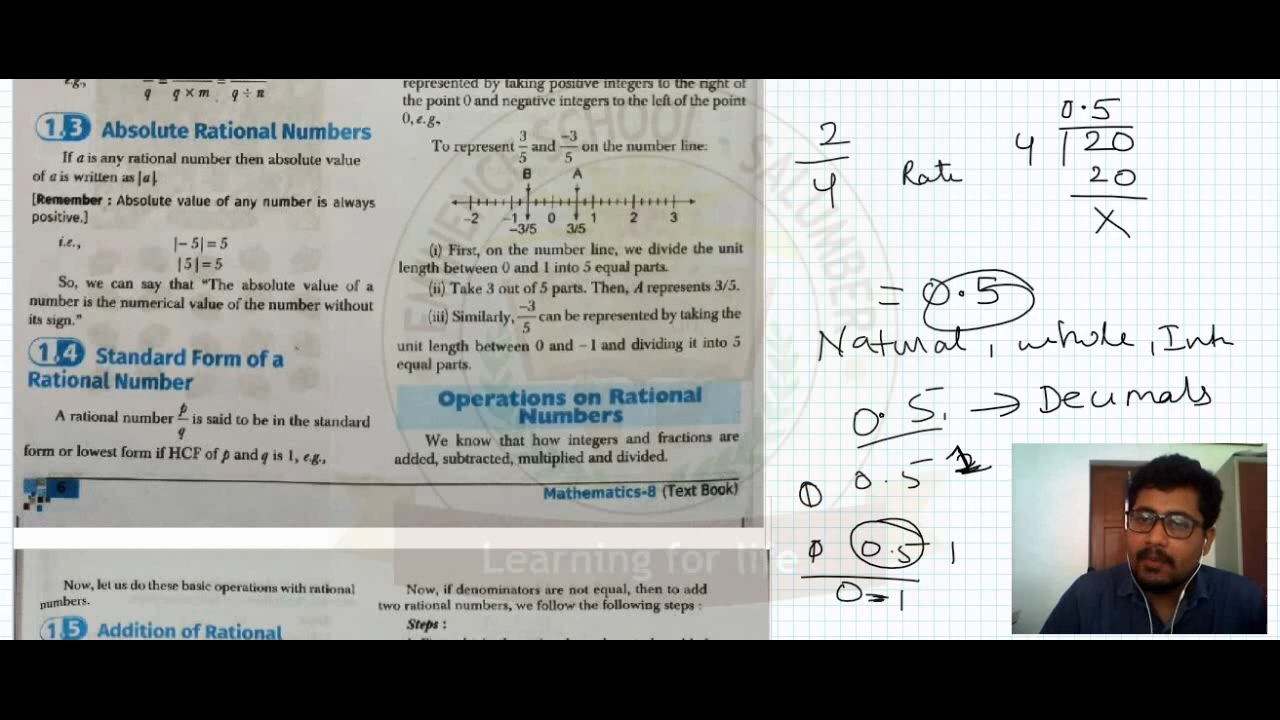 e.g.,
q q × m q ÷ n
1.3 Absolute Rational Numbers
If a is any rational number then absolute value
of a is written as |a|.
[Remember : Absolute value of any number is always
positive.]
i.e., |– 5| = 5
|5| = 5
So, we can say that “The absolute value of a
number is the numerical value of the number without
its sign.”
1.4 Standard Form of a
Rational Number
A rational number p/q is said to be in the standard
form or lowest form if HCF of p and q is 1, e.g.,
6
represented by taking positive integers to the right of
the point 0 and negative integers to the left of the point
0, e.g.,
To represent 3/5 and –3/5 on the number line:
B A
–2 –1 0 1 2 3
–3/5 3/5
(i) First, on the number line, we divide the unit
length between 0 and 1 into 5 equal parts.
(ii) Take 3 out of 5 parts. Then, A represents 3/5.
(iii) Similarly, –3/5 can be represented by taking the
unit length between 0 and –1 and dividing it into 5
equal parts.
Operations on Rational
Numbers
We know that how integers and fractions are
added, subtracted, multiplied and divided.
Mathematics-8 (Text Book)
Now, let us do these basic operations with rational
numbers.
1.5 Addition of Rational
Now, if denominators are not equal, then to add
two rational numbers, we follow the following steps :
Steps :
EMINENCE SCHOOL SALUMBER
Learning for life
2/4
Rate
0.5
4 20
20
X
= 0.5
Natural, whole, Int
0.5 → Decimals
0 0.5
0 0.5 1
0 – 1